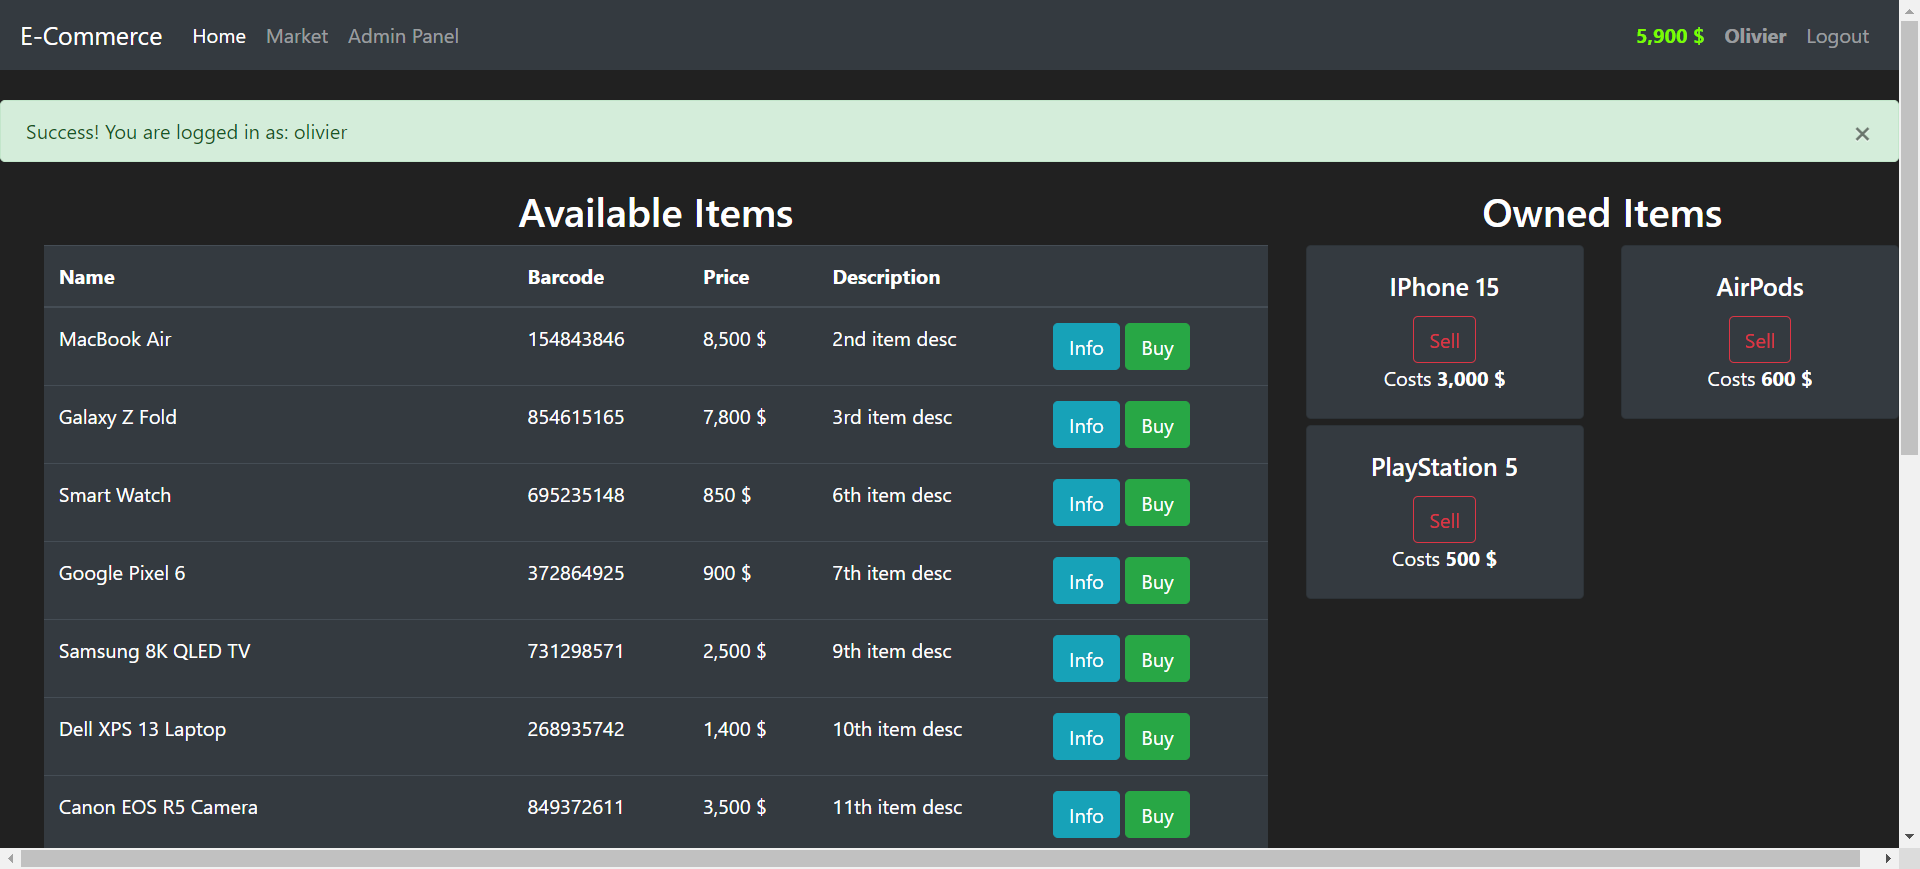 E-Commerce Home Market Admin Panel 5,900 $ Olivier Logout
Success! You are logged in as: olivier ×
Available Items
Name Barcode Price Description
MacBook Air 154843846 8,500 $ 2nd item desc Info Buy
Galaxy Z Fold 854615165 7,800 $ 3rd item desc Info Buy
Smart Watch 695235148 850 $ 6th item desc Info Buy
Google Pixel 6 372864925 900 $ 7th item desc Info Buy
Samsung 8K QLED TV 731298571 2,500 $ 9th item desc Info Buy
Dell XPS 13 Laptop 268935742 1,400 $ 10th item desc Info Buy
Canon EOS R5 Camera 849372611 3,500 $ 11th item desc Info Buy
Owned Items
IPhone 15
Sell
Costs 3,000 $
AirPods
Sell
Costs 600 $
PlayStation 5
Sell
Costs 500 $